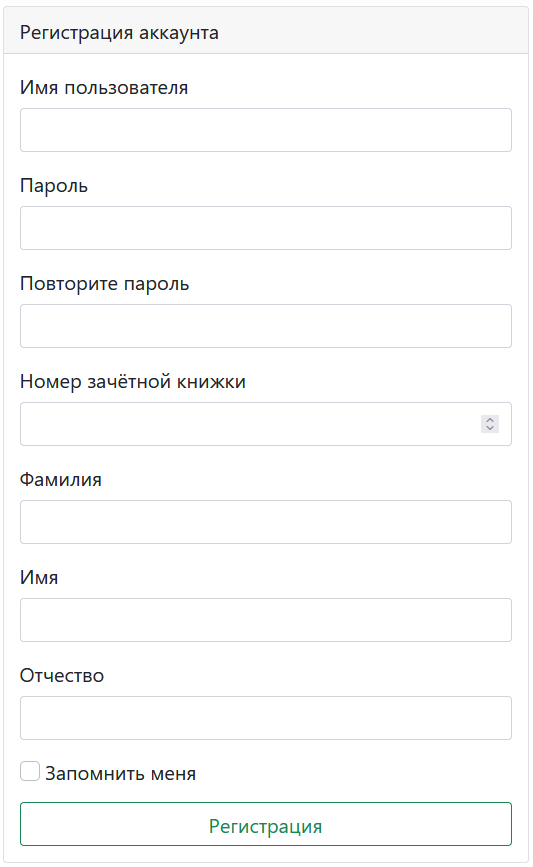 Регистрация аккаунта
Имя пользователя
Пароль
Повторите пароль
Номер зачётной книжки
Фамилия
Имя
Отчество
Запомнить меня
Регистрация